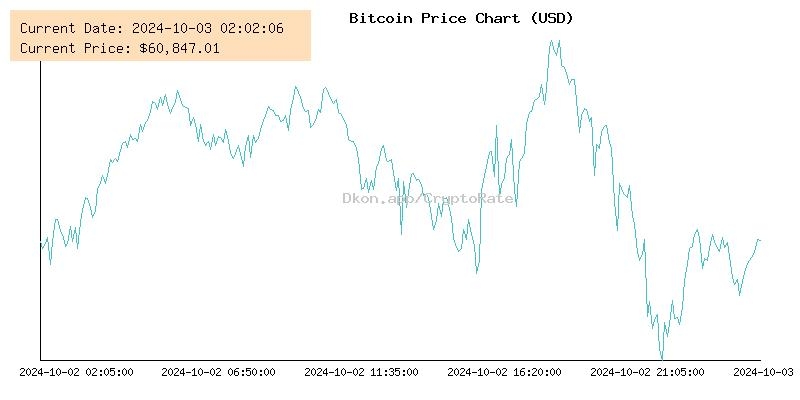 Bitcoin Price Chart (USD)
Current Date: 2024-10-03 02:02:06
Current Price: $60,847.01
Dkon.app/CryptoRate
2024-10-02 02:05:00 2024-10-02 06:50:00 2024-10-02 11:35:00 2024-10-02 16:20:00 2024-10-02 21:05:00 2024-10-03